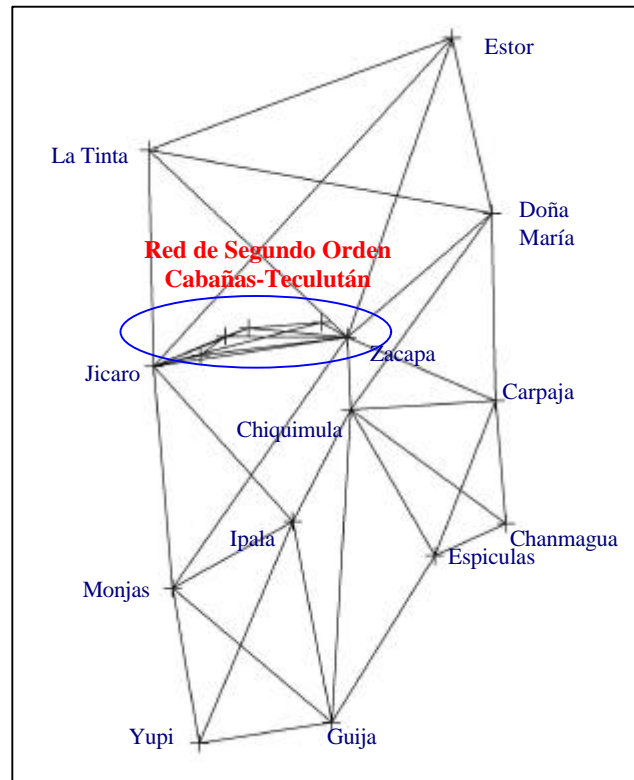 Estor
La Tinta
Doña
María
Red de Segundo Orden
Cabañas-Teculután
Zacapa
Jicaro
Carpaja
Chiquimula
Ipala
Chanmagua
Espiculas
Monjas
Yupi
Guija